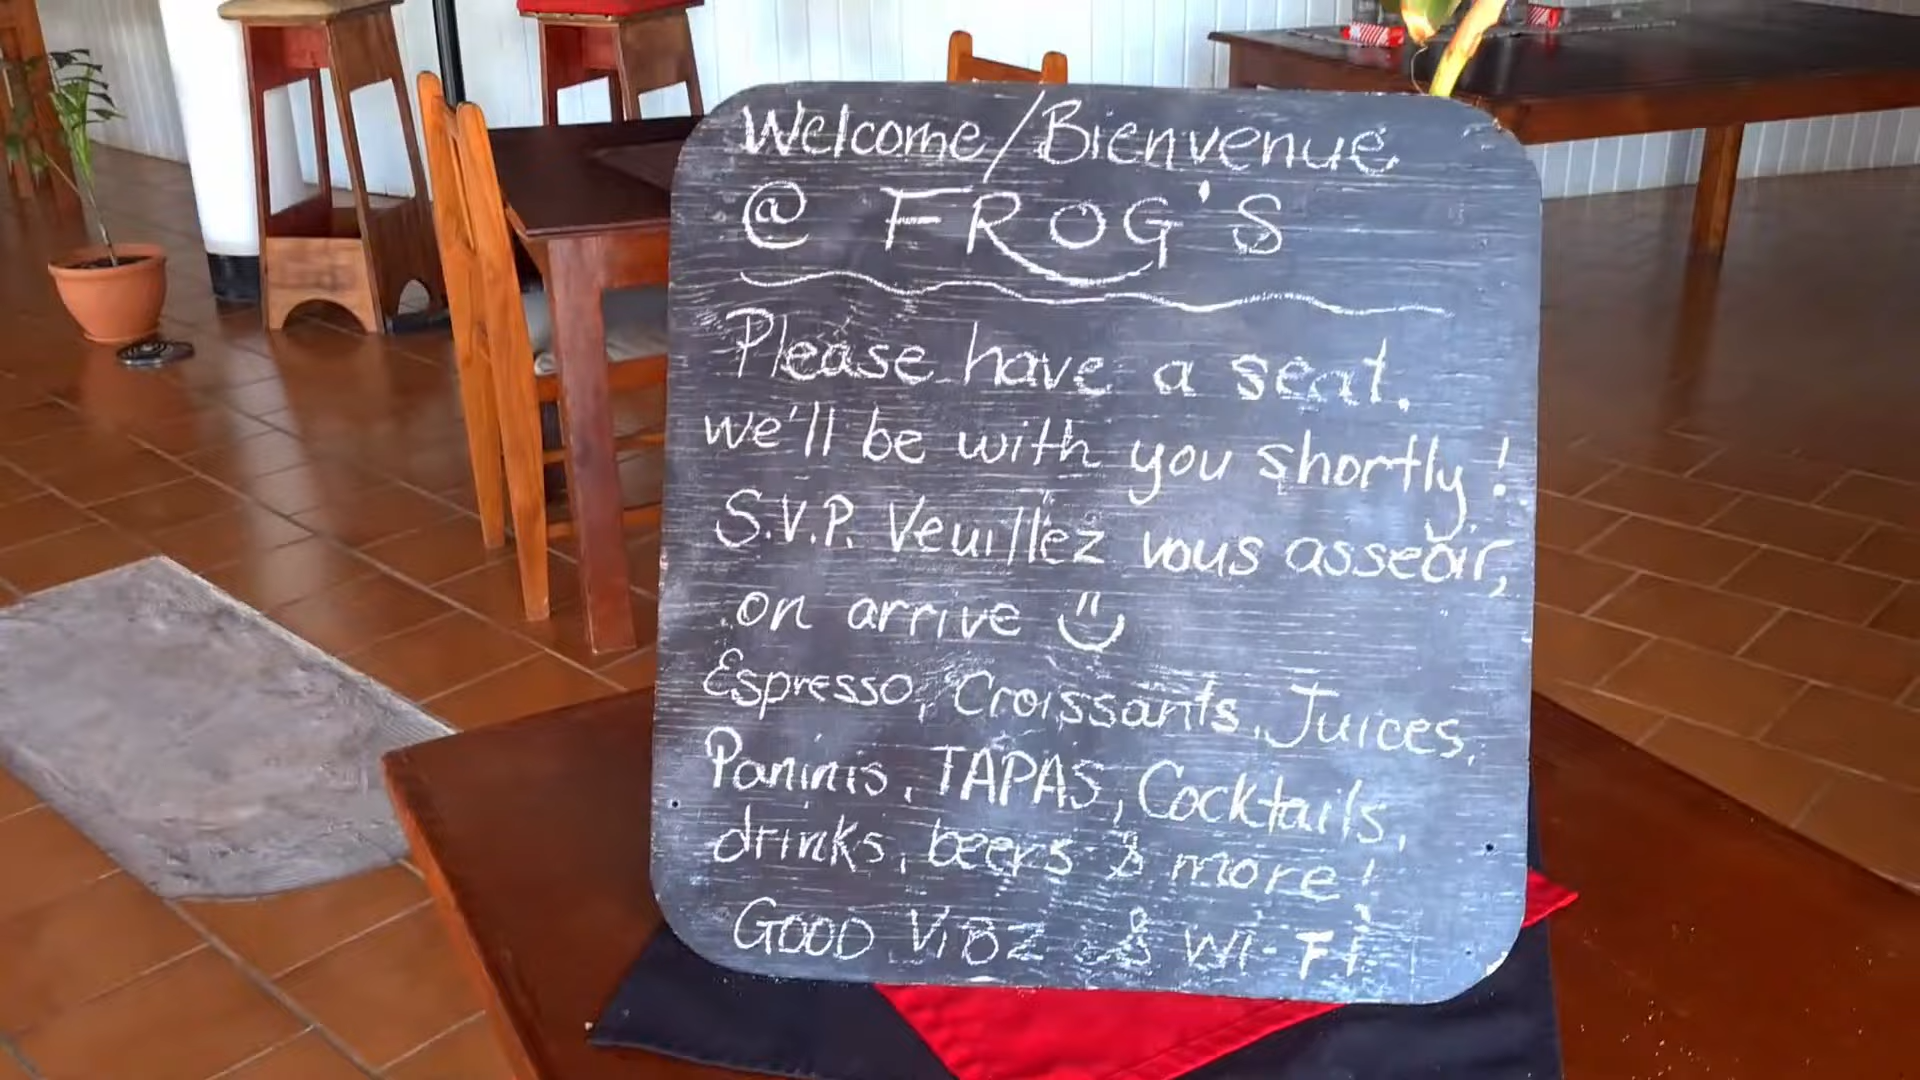 Welcome/Bienvenue
@ FROG'S
Please have a seat.
we'll be with you shortly!
S.V.P. Veuillez vous asseoir,
on arrive
Espresso, Croissants, Juices,
Paninis, TAPAS, Cocktails,
drinks, beers & more!
GOOD ViBZ & WI-Fi